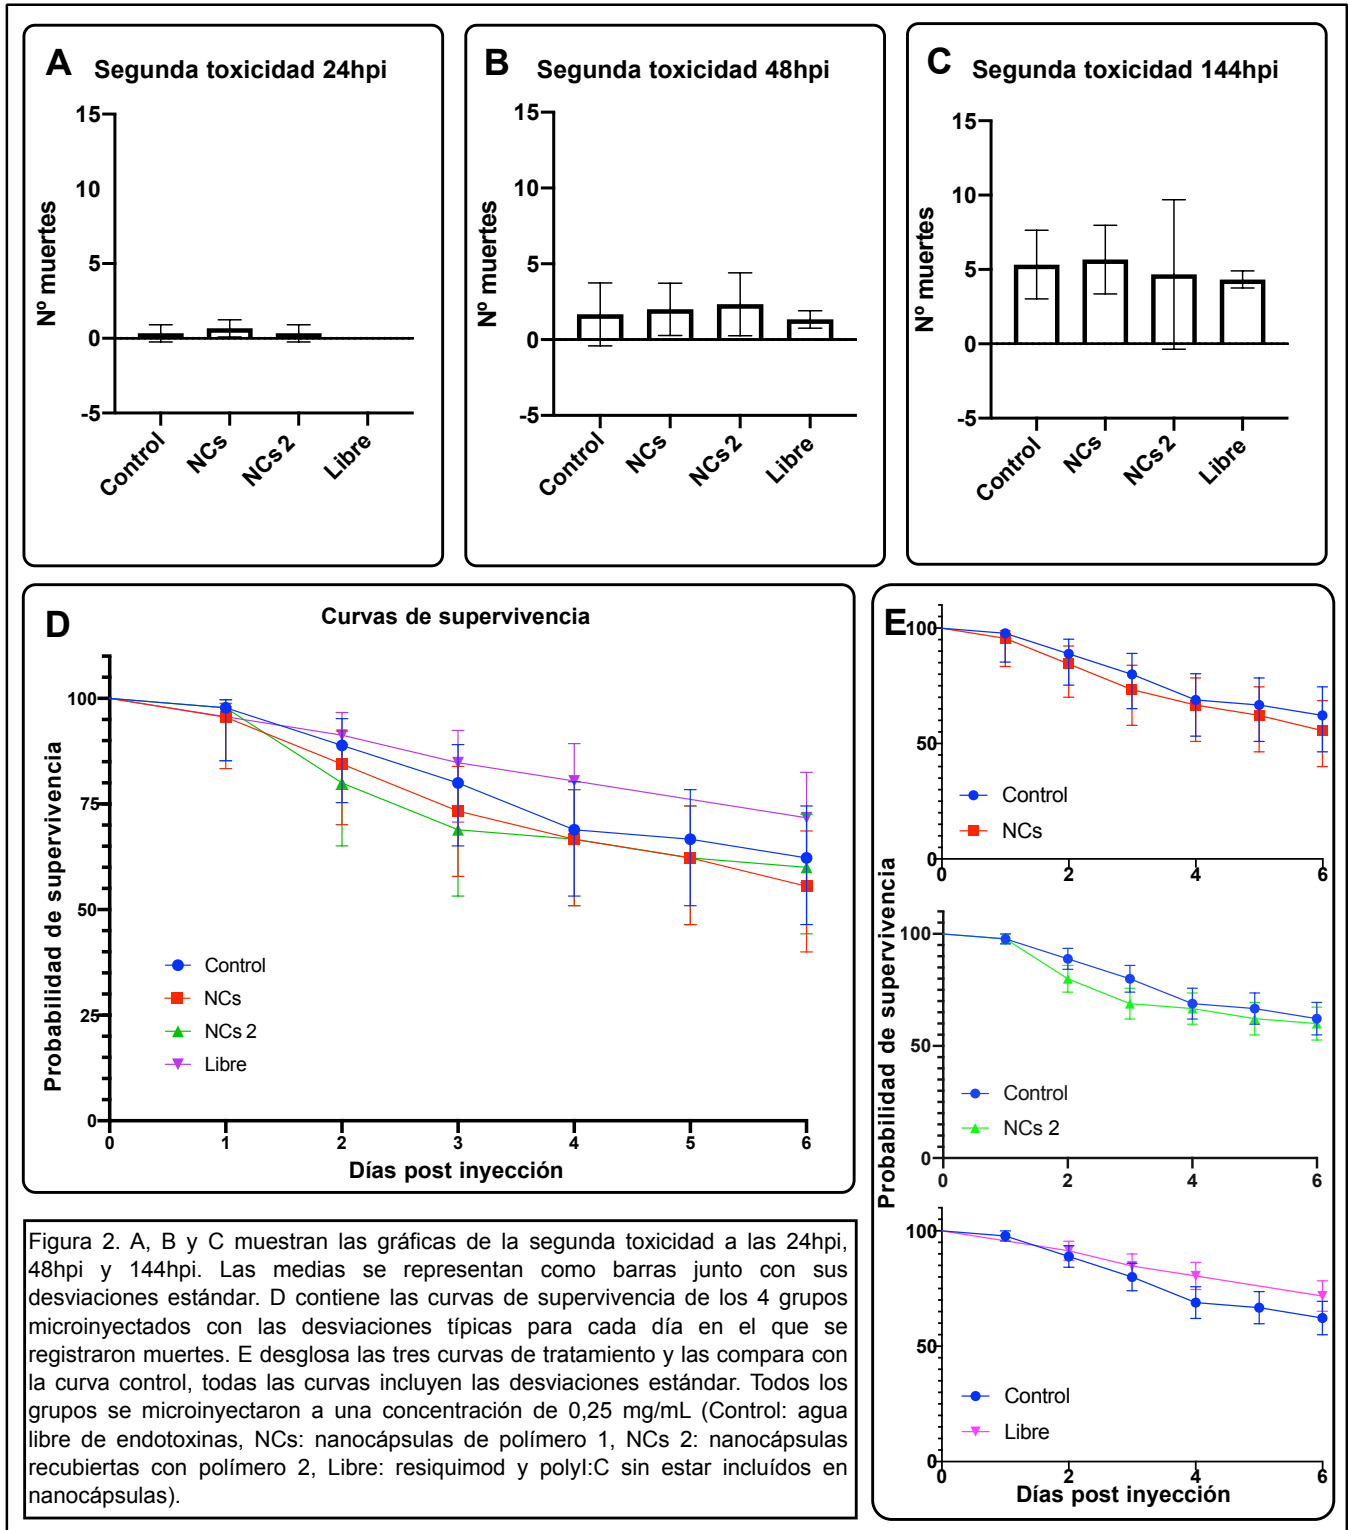 A Segunda toxicidad 24hpi
Nº muertes
15
10
5
0
-5
Control
NCs
NCs 2
Libre
B Segunda toxicidad 48hpi
Nº muertes
15
10
5
0
-5
Control
NCs
NCs 2
Libre
C Segunda toxicidad 144hpi
Nº muertes
15
10
5
0
-5
Control
NCs
NCs 2
Libre
D Curvas de supervivencia
Probabilidad de supervivencia
100
75
50
25
0
Control
NCs
NCs 2
Libre
0 1 2 3 4 5 6
Días post inyección
E
Probabilidad de supervivencia
100
50
0
Control
NCs
0 2 4 6
100
50
0
Control
NCs 2
0 2 4 6
100
50
0
Control
Libre
0 2 4 6
Días post inyección
Figura 2. A, B y C muestran las gráficas de la segunda toxicidad a las 24hpi,
48hpi y 144hpi. Las medias se representan como barras junto con sus
desviaciones estándar. D contiene las curvas de supervivencia de los 4 grupos
microinyectados con las desviaciones típicas para cada día en el que se
registraron muertes. E desglosa las tres curvas de tratamiento y las compara con
la curva control, todas las curvas incluyen las desviaciones estándar. Todos los
grupos se microinyectaron a una concentración de 0,25 mg/mL (Control: agua
libre de endotoxinas, NCs: nanocápsulas de polímero 1, NCs 2: nanocápsulas
recubiertas con polímero 2, Libre: resiquimod y polyI:C sin estar incluídos en
nanocápsulas).